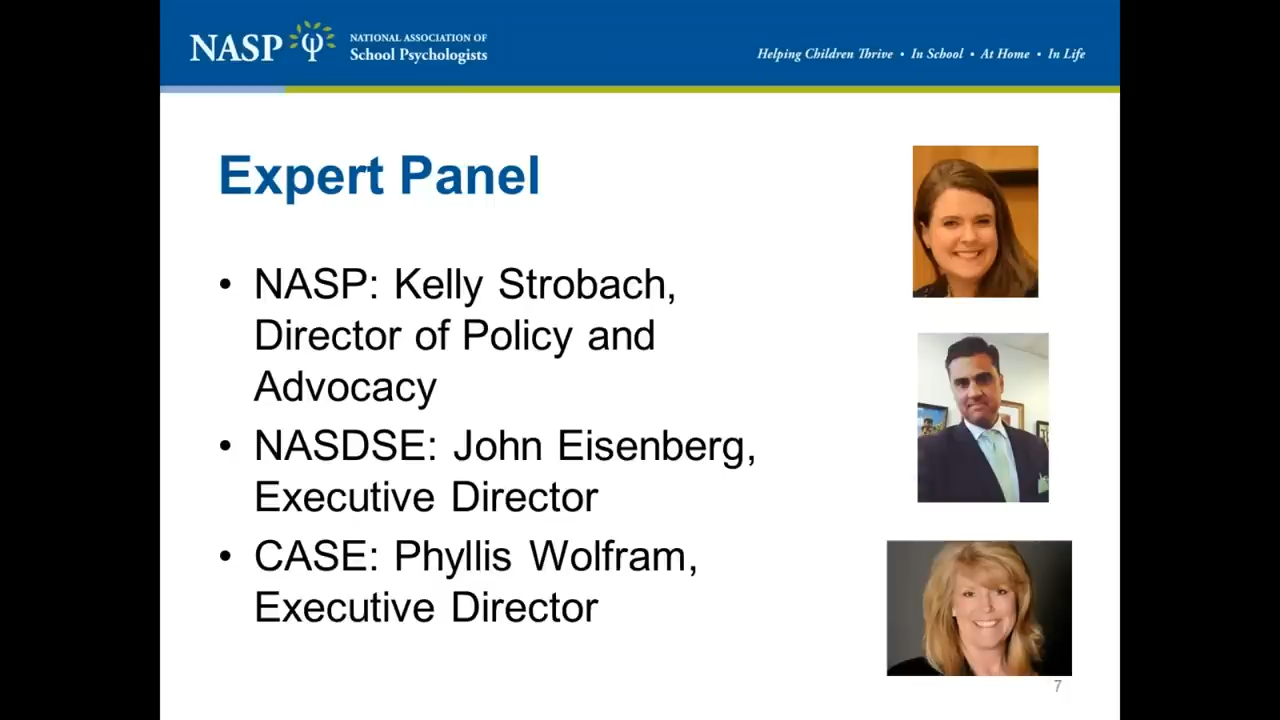 NASP
NATIONAL ASSOCIATION OF
School Psychologists
Helping Children Thrive • In School • At Home • In Life
Expert Panel
• NASP: Kelly Strobach,
Director of Policy and
Advocacy
• NASDSE: John Eisenberg,
Executive Director
• CASE: Phyllis Wolfram,
Executive Director
7